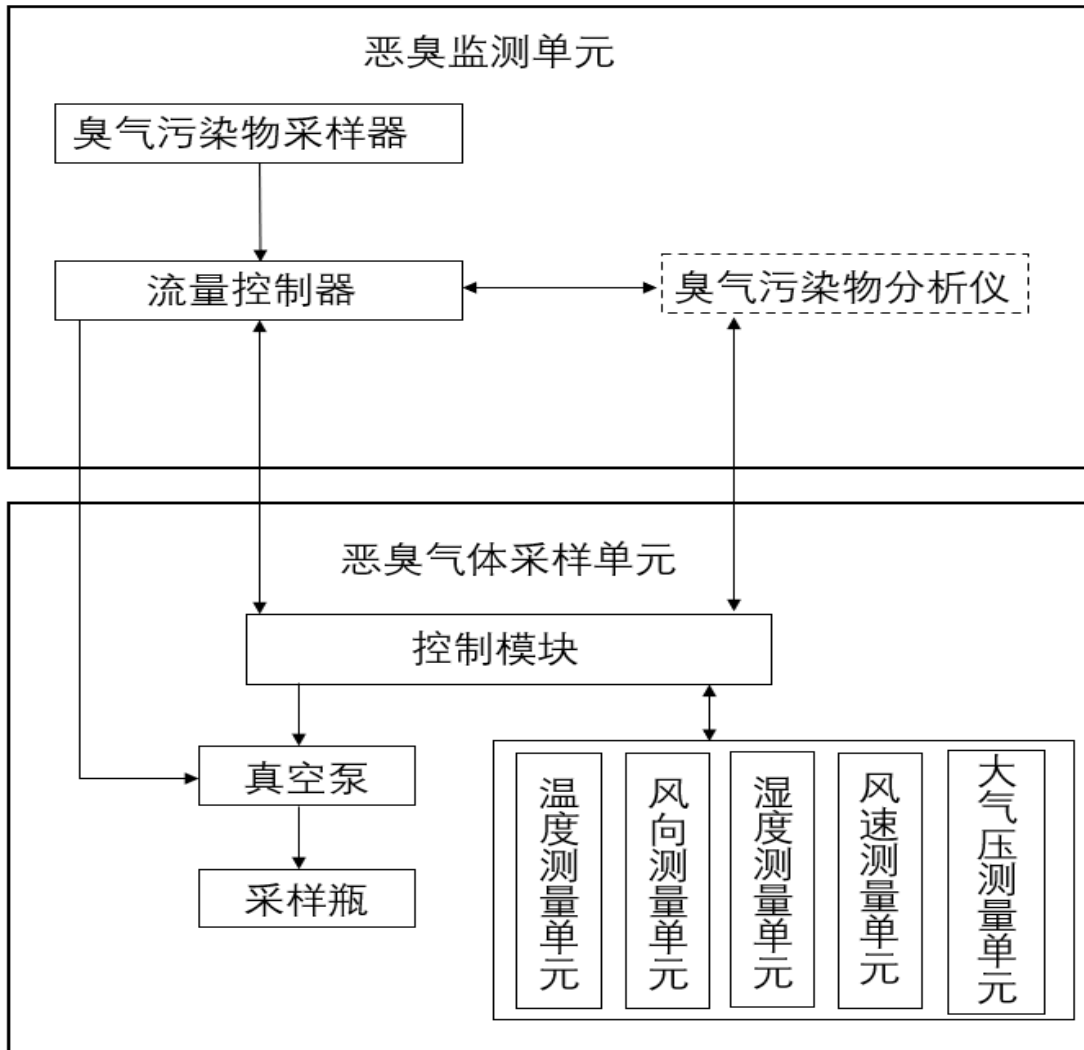 恶臭监测单元
臭气污染物采样器
流量控制器
臭气污染物分析仪
恶臭气体采样单元
控制模块
真空泵
采样瓶
温度测量单元
风向测量单元
湿度测量单元
风速测量单元
大气压测量单元